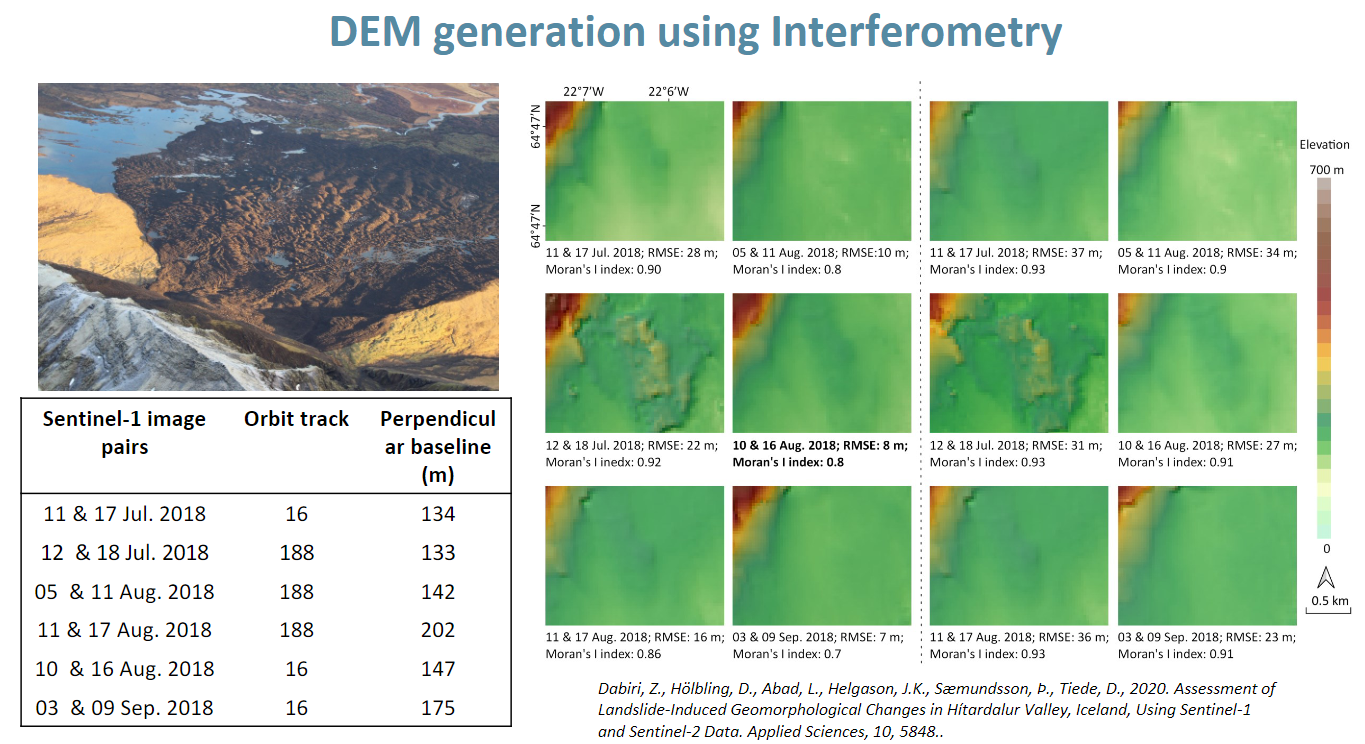 DEM generation using Interferometry
22°7'W
22°6'W
64°47'N
64°47'N
11 & 17 Jul. 2018; RMSE: 28 m;
Moran's I index: 0.90
05 & 11 Aug. 2018; RMSE:10 m;
Moran's I index: 0.8
11 & 17 Jul. 2018; RMSE: 37 m;
Moran's I index: 0.93
05 & 11 Aug. 2018; RMSE: 34 m;
Moran's I index: 0.9
12 & 18 Jul. 2018; RMSE: 22 m;
Moran's I inedx: 0.92
10 & 16 Aug. 2018; RMSE: 8 m;
Moran's I index: 0.8
12 & 18 Jul. 2018; RMSE: 31 m;
Moran's I index: 0.93
10 & 16 Aug. 2018; RMSE: 27 m;
Moran's I index: 0.91
11 & 17 Aug. 2018; RMSE: 16 m;
Moran's I index: 0.86
03 & 09 Sep. 2018; RMSE: 7 m;
Moran's I index: 0.7
11 & 17 Aug. 2018; RMSE: 36 m;
Moran's I index: 0.93
03 & 09 Sep. 2018; RMSE: 23 m;
Moran's I index: 0.91
Elevation
700 m
0
0.5 km
Sentinel-1 image
pairs
Orbit track
Perpendicul
ar baseline
(m)
11 & 17 Jul. 2018 16 134
12 & 18 Jul. 2018 188 133
05 & 11 Aug. 2018 188 142
11 & 17 Aug. 2018 188 202
10 & 16 Aug. 2018 16 147
03 & 09 Sep. 2018 16 175
Dabiri, Z., Hölbling, D., Abad, L., Helgason, J.K., Sæmundsson, Þ., Tiede, D., 2020. Assessment of
Landslide-Induced Geomorphological Changes in Hítardalur Valley, Iceland, Using Sentinel-1
and Sentinel-2 Data. Applied Sciences, 10, 5848..